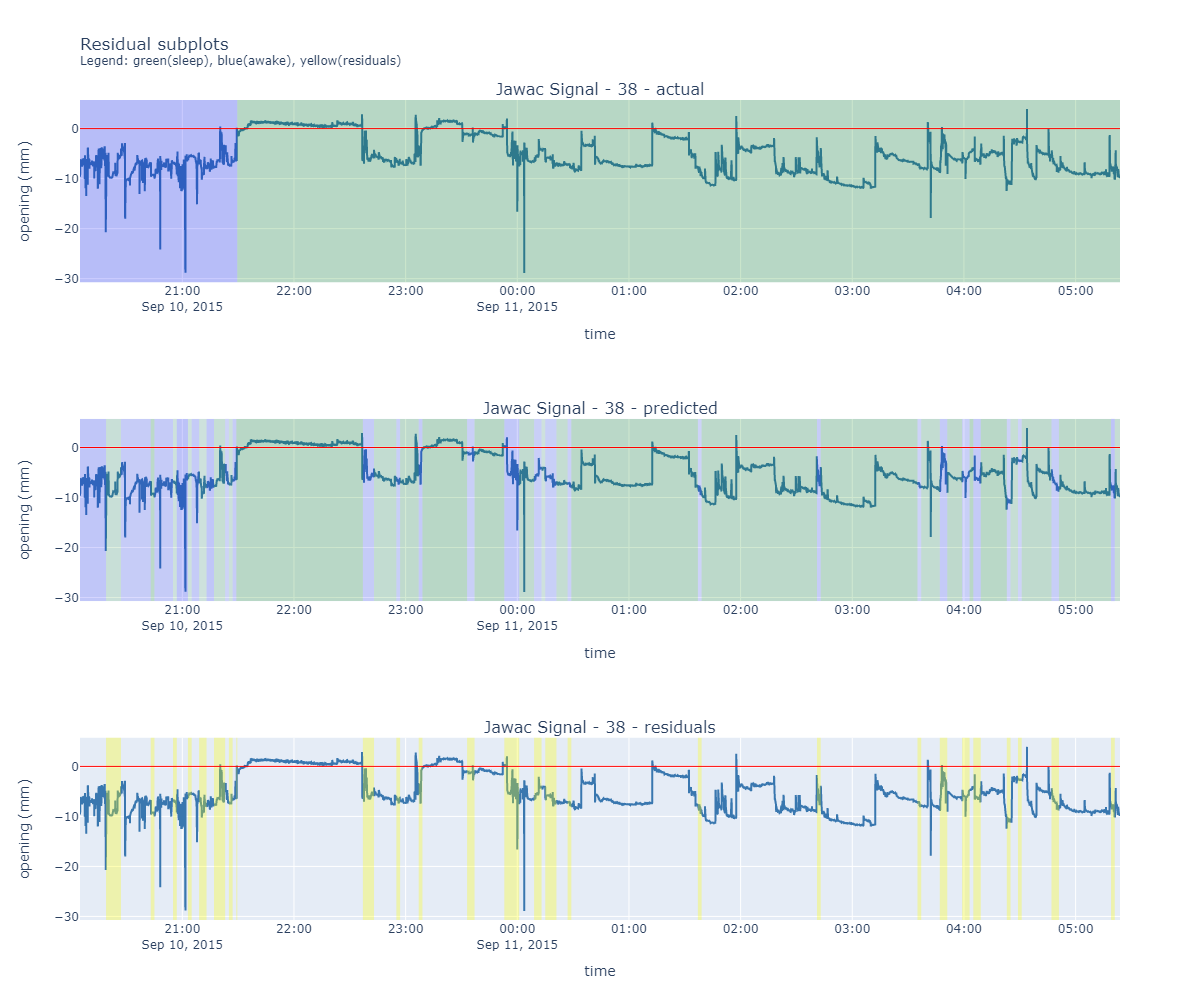 Residual subplots
Legend: green(sleep), blue(awake), yellow(residuals)
Jawac Signal - 38 - actual
opening (mm)
0
−10
−20
−30
21:00 22:00 23:00 00:00 01:00 02:00 03:00 04:00 05:00
Sep 10, 2015 Sep 11, 2015
time
Jawac Signal - 38 - predicted
opening (mm)
0
−10
−20
−30
21:00 22:00 23:00 00:00 01:00 02:00 03:00 04:00 05:00
Sep 10, 2015 Sep 11, 2015
time
Jawac Signal - 38 - residuals
opening (mm)
0
−10
−20
−30
21:00 22:00 23:00 00:00 01:00 02:00 03:00 04:00 05:00
Sep 10, 2015 Sep 11, 2015
time